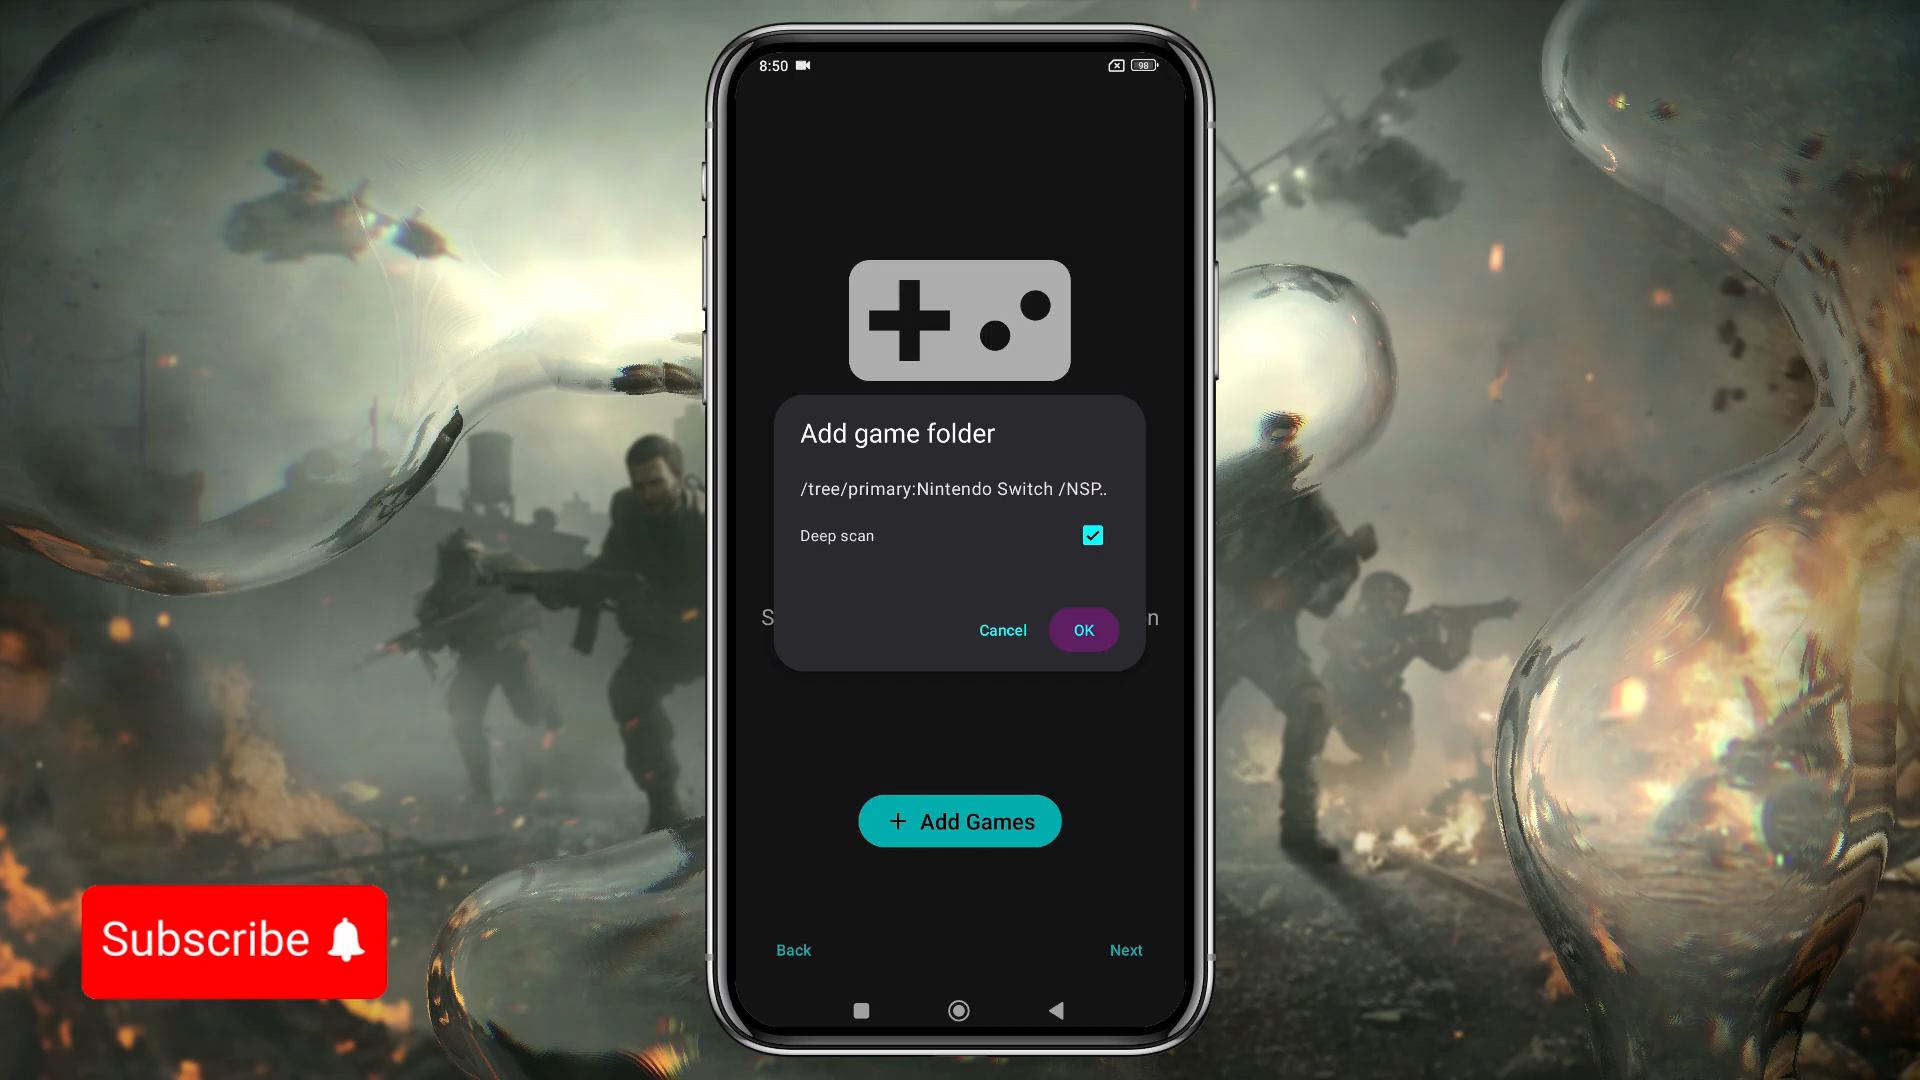 8:50
98
Add game folder
/tree/primary:Nintendo Switch /NSP..
Deep scan
S
n
Cancel
OK
+ Add Games
Subscribe
Back
Next